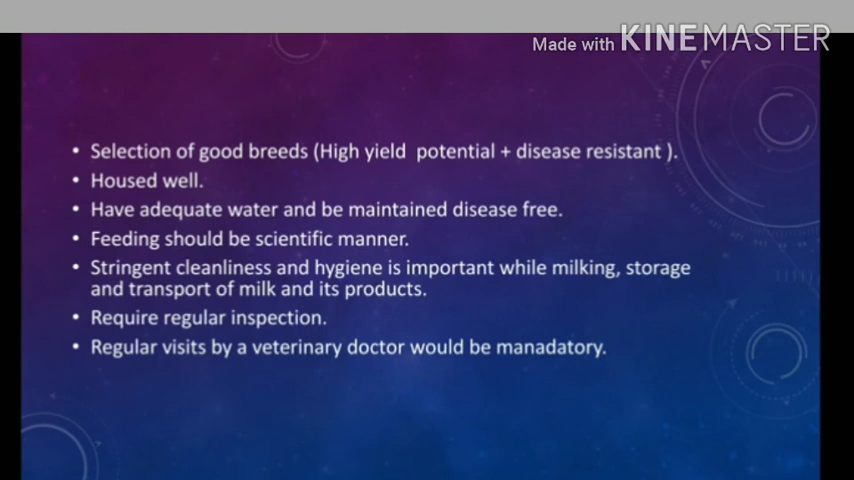 Made with KINEMASTER
• Selection of good breeds (High yield potential + disease resistant ).
• Housed well.
• Have adequate water and be maintained disease free.
• Feeding should be scientific manner.
• Stringent cleanliness and hygiene is important while milking, storage
and transport of milk and its products.
• Require regular inspection.
• Regular visits by a veterinary doctor would be manadatory.